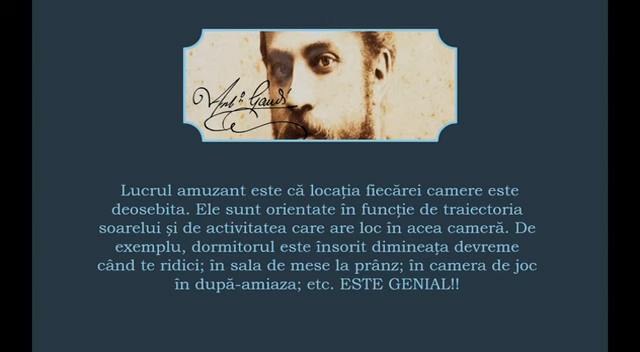 Antº Gaudí
Lucrul amuzant este că locația fiecărei camere este
deosebita. Ele sunt orientate în funcție de traiectoria
soarelui și de activitatea care are loc în acea cameră. De
exemplu, dormitorul este însorit dimineața devreme
când te ridici; în sala de mese la prânz; în camera de joc
în după-amiaza; etc. ESTE GENIAL!!